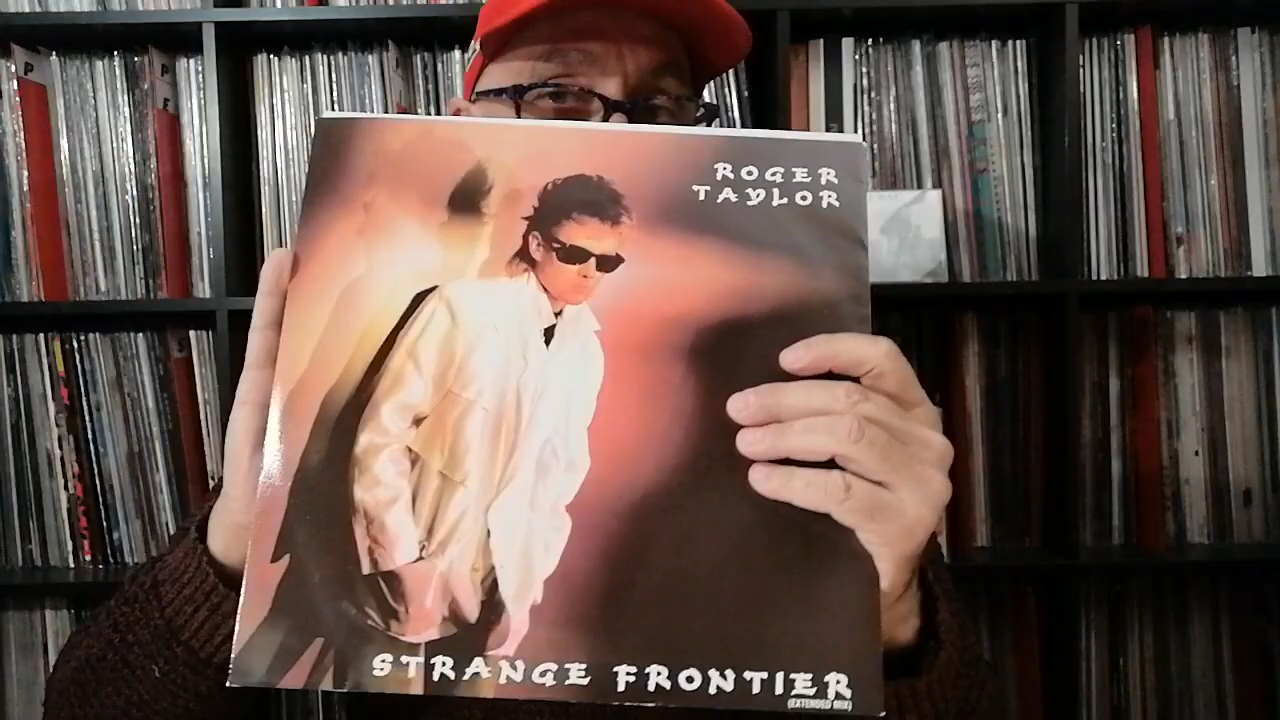 ROGER
TAYLOR
STRANGE FRONTIER
(EXTENDED MIX)
P
P